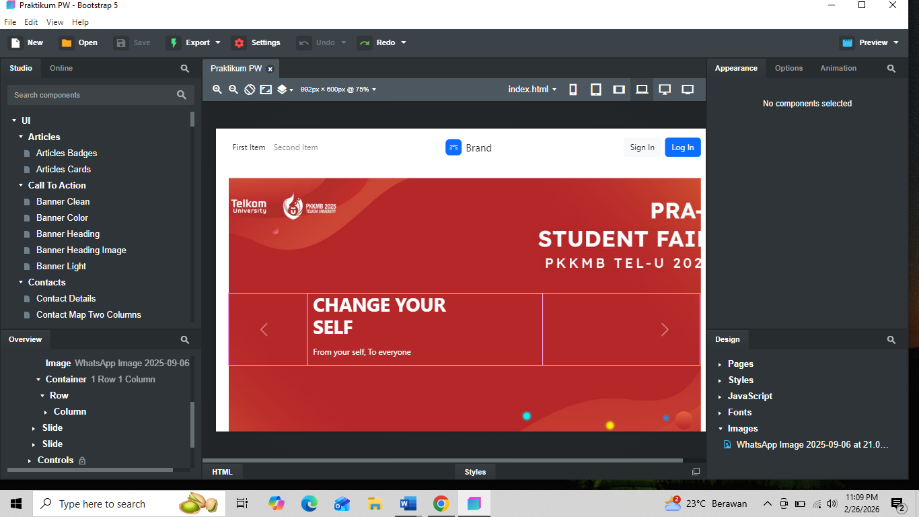 Praktikum PW - Bootstrap 5
File Edit View Help
New Open Save Export Settings Undo Redo Preview
Studio Online
Search components
UI
Articles
Articles Badges
Articles Cards
Call To Action
Banner Clean
Banner Color
Banner Heading
Banner Heading Image
Banner Light
Contacts
Contact Details
Contact Map Two Columns
Overview
Image WhatsApp Image 2025-09-06
Container 1 Row 1 Column
Row
Column
Slide
Slide
Controls
Praktikum PW
992px × 600px @ 75%
index.html
First Item Second Item
Brand
Sign In Log In
Telkom
University
PKKMB 2025
TELKOM UNIVERSITY
PRA-
STUDENT FAI
PKKMB TEL-U 202
CHANGE YOUR
SELF
From your self, To everyone
HTML
Styles
Appearance Options Animation
No components selected
Design
Pages
Styles
JavaScript
Fonts
Images
WhatsApp Image 2025-09-06 at 21.0...
Type here to search
2
23°C Berawan
11:09 PM
2/26/2026
2